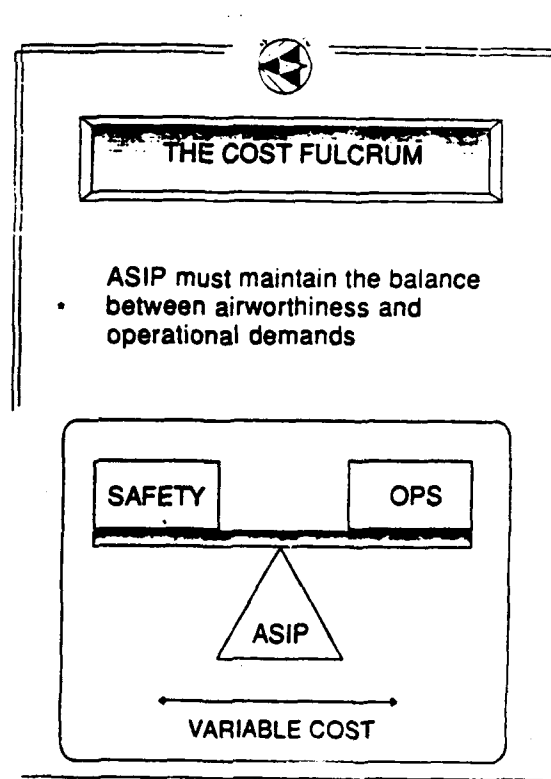 THE COST FULCRUM
ASIP must maintain the balance
between airworthiness and
operational demands
SAFETY
OPS
ASIP
VARIABLE COST